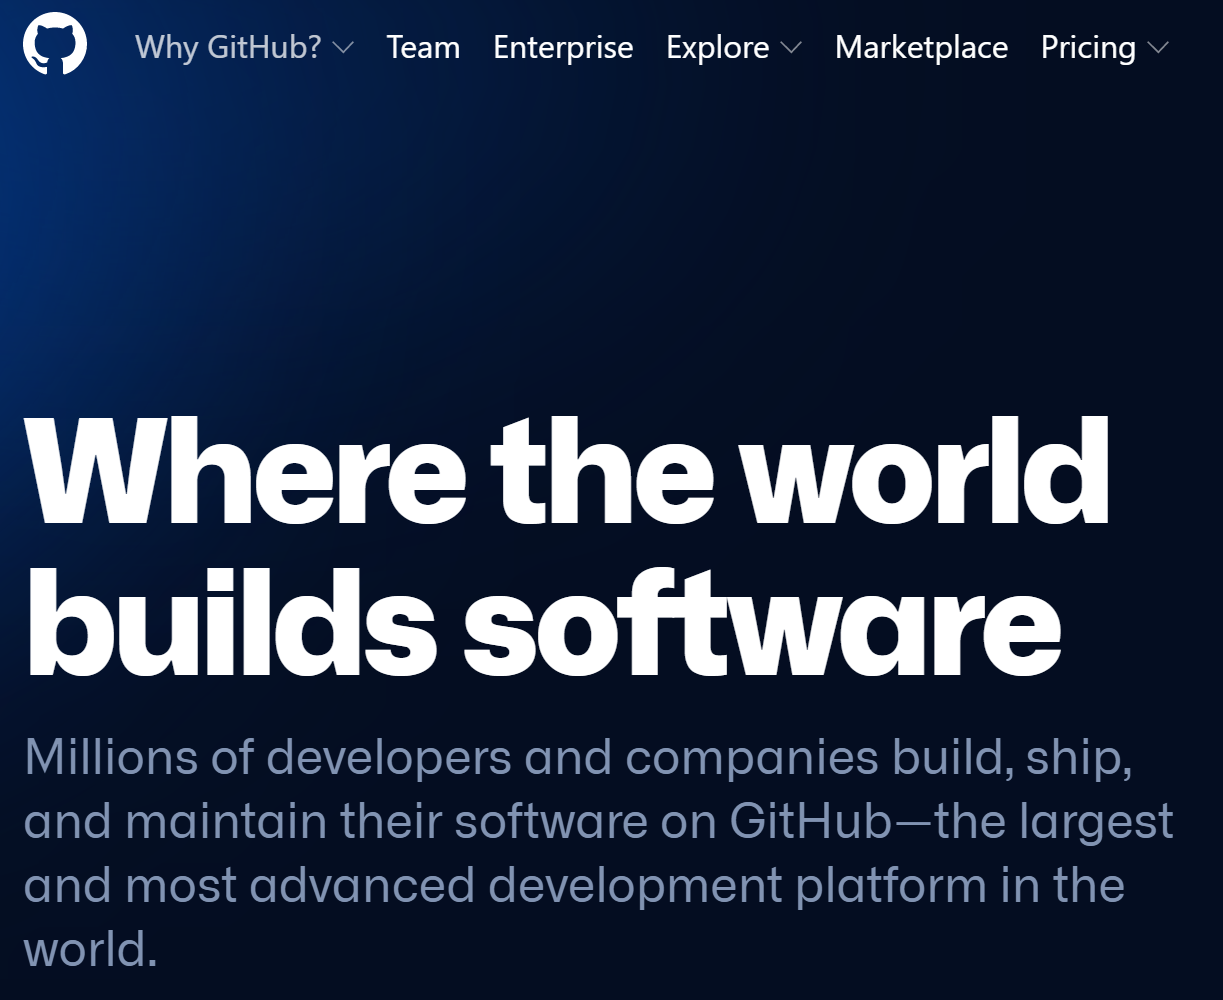 Why GitHub? Team Enterprise Explore Marketplace Pricing
Where the world
builds software
Millions of developers and companies build, ship,
and maintain their software on GitHub—the largest
and most advanced development platform in the
world.